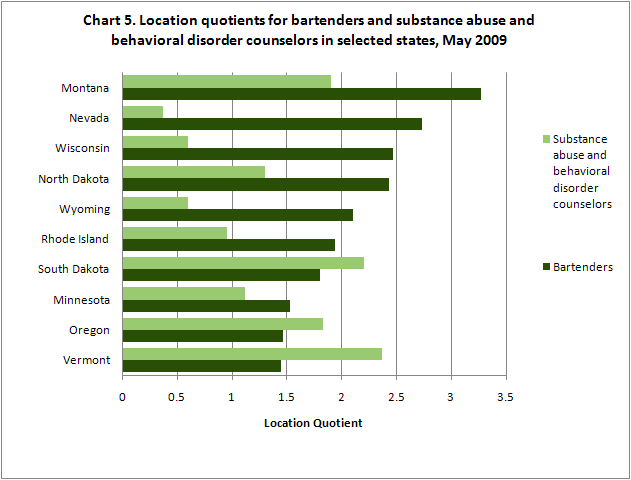 Chart 5. Location quotients for bartenders and substance abuse and
behavioral disorder counselors in selected states, May 2009
Montana
Nevada
Wisconsin
North Dakota
Wyoming
Rhode Island
South Dakota
Minnesota
Oregon
Vermont
0 0.5 1 1.5 2 2.5 3 3.5
Location Quotient
Substance
abuse and
behavioral
disorder
counselors
Bartenders